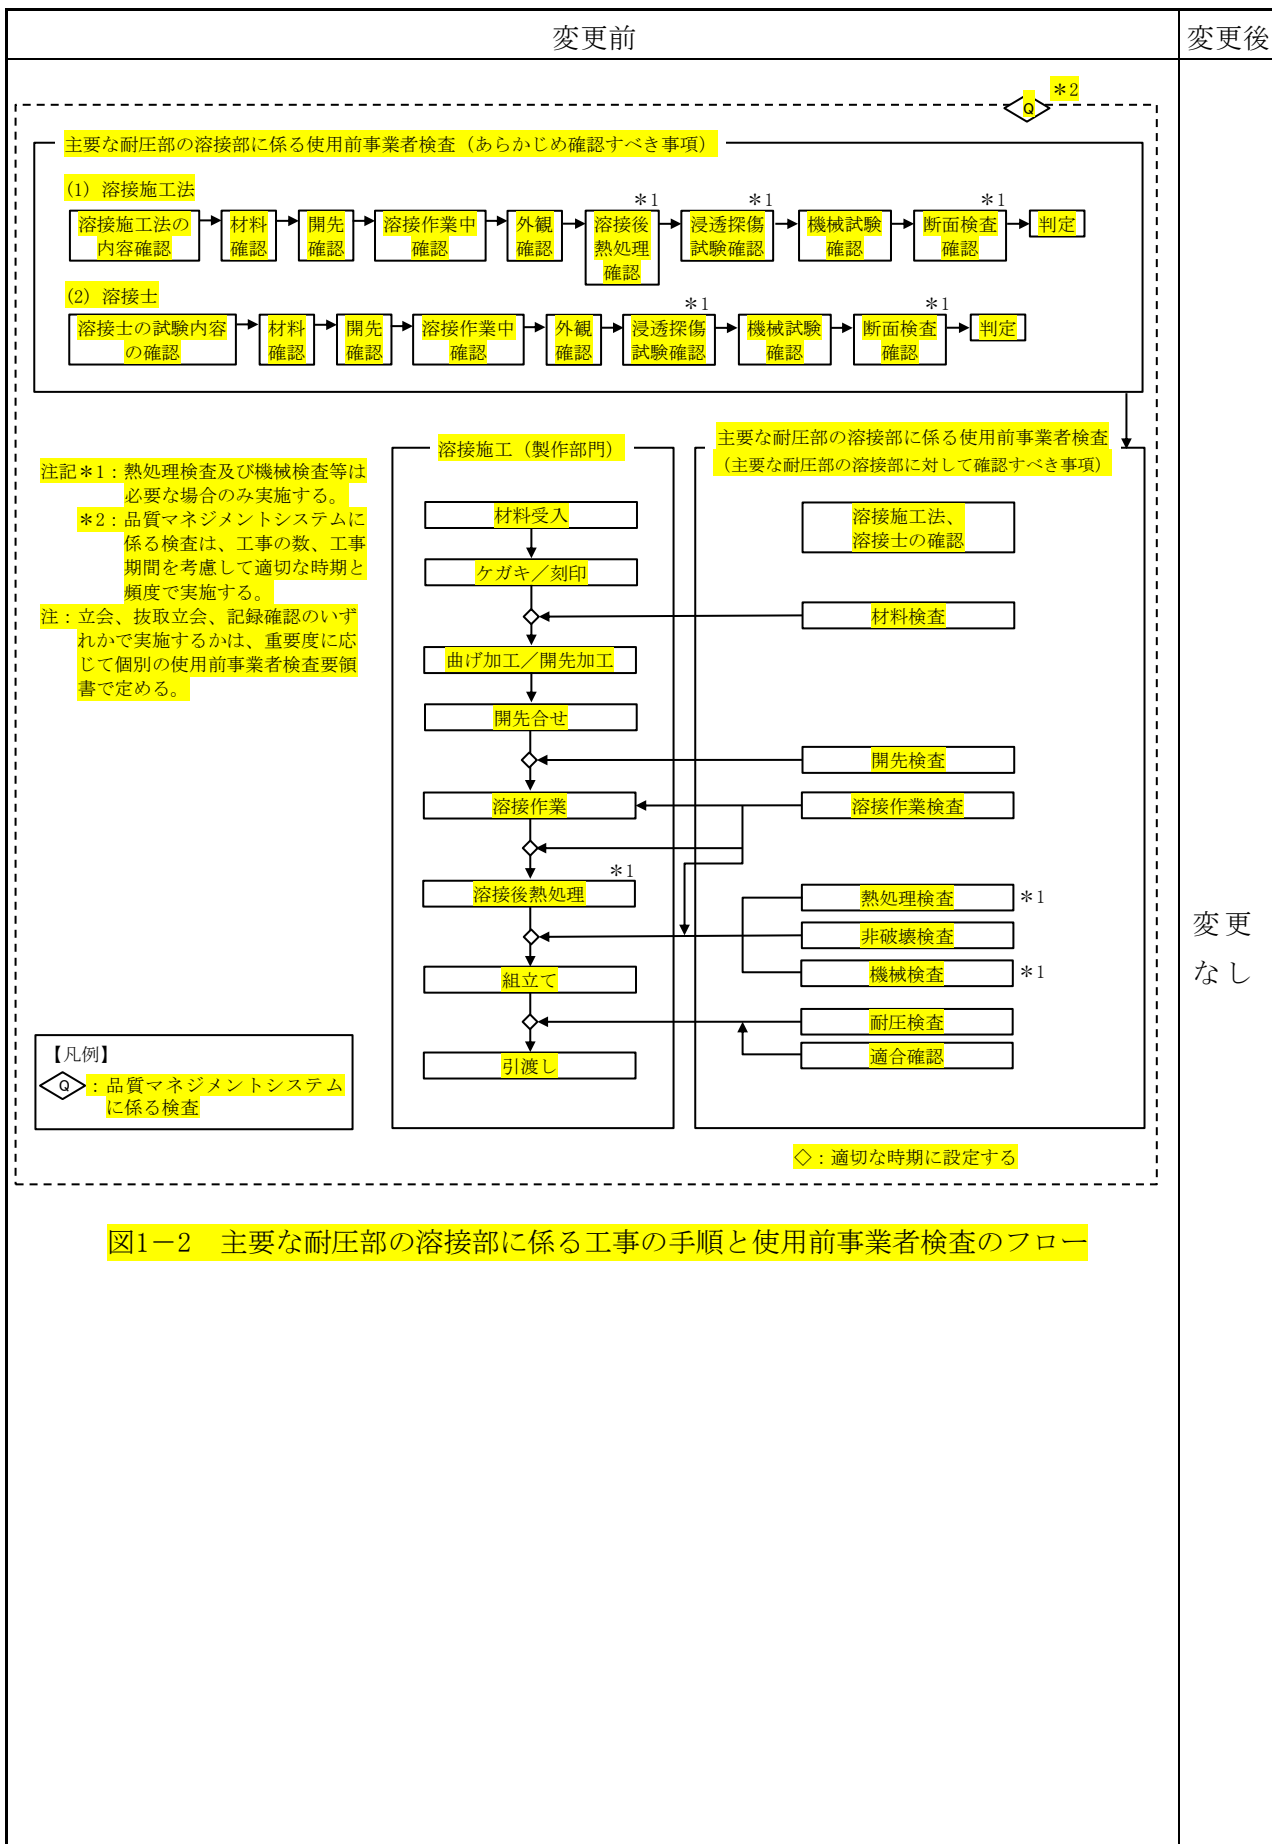 変更前
変更後
Q
＊2
主要な耐圧部の溶接部に係る使用前事業者検査（あらかじめ確認すべき事項）
(1) 溶接施工法
溶接施工法の
内容確認
材料
確認
開先
確認
溶接作業中
確認
外観
確認
＊1
溶接後
熱処理
確認
＊1
浸透探傷
試験確認
機械試験
確認
＊1
断面検査
確認
判定
(2) 溶接士
溶接士の試験内容
の確認
材料
確認
開先
確認
溶接作業中
確認
外観
確認
＊1
浸透探傷
試験確認
機械試験
確認
＊1
断面検査
確認
判定
注記＊1：熱処理検査及び機械検査等は
必要な場合のみ実施する。
＊2：品質マネジメントシステムに
係る検査は、工事の数、工事
期間を考慮して適切な時期と
頻度で実施する。
注：立会、抜取立会、記録確認のいず
れかで実施するかは、重要度に応
じて個別の使用前事業者検査要領
書で定める。
溶接施工（製作部門）
材料受入
ケガキ／刻印
曲げ加工／開先加工
開先合せ
溶接作業
＊1
溶接後熱処理
組立て
引渡し
主要な耐圧部の溶接部に係る使用前事業者検査
（主要な耐圧部の溶接部に対して確認すべき事項）
溶接施工法、
溶接士の確認
材料検査
開先検査
溶接作業検査
熱処理検査
＊1
非破壊検査
機械検査
＊1
耐圧検査
適合確認
【凡例】
Q：品質マネジメントシステム
に係る検査
◇：適切な時期に設定する
図1－2　主要な耐圧部の溶接部に係る工事の手順と使用前事業者検査のフロー
変更
なし